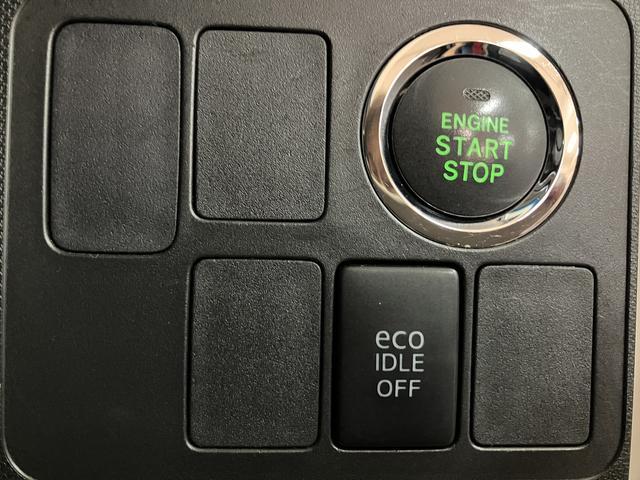 ENGINE
START
STOP
eco
IDLE
OFF